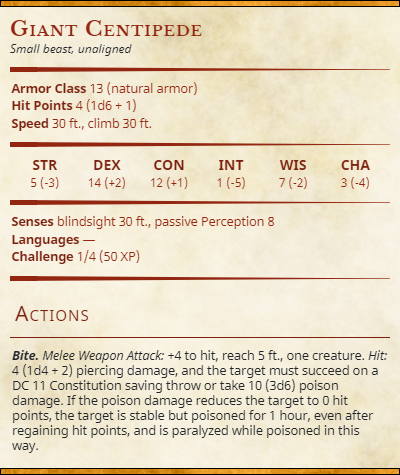 Giant Centipede
Small beast, unaligned
Armor Class 13 (natural armor)
Hit Points 4 (1d6 + 1)
Speed 30 ft., climb 30 ft.
STR DEX CON INT WIS CHA
5 (-3) 14 (+2) 12 (+1) 1 (-5) 7 (-2) 3 (-4)
Senses blindsight 30 ft., passive Perception 8
Languages —
Challenge 1/4 (50 XP)
Actions
Bite. Melee Weapon Attack: +4 to hit, reach 5 ft., one creature. Hit:
4 (1d4 + 2) piercing damage, and the target must succeed on a
DC 11 Constitution saving throw or take 10 (3d6) poison
damage. If the poison damage reduces the target to 0 hit
points, the target is stable but poisoned for 1 hour, even after
regaining hit points, and is paralyzed while poisoned in this
way.